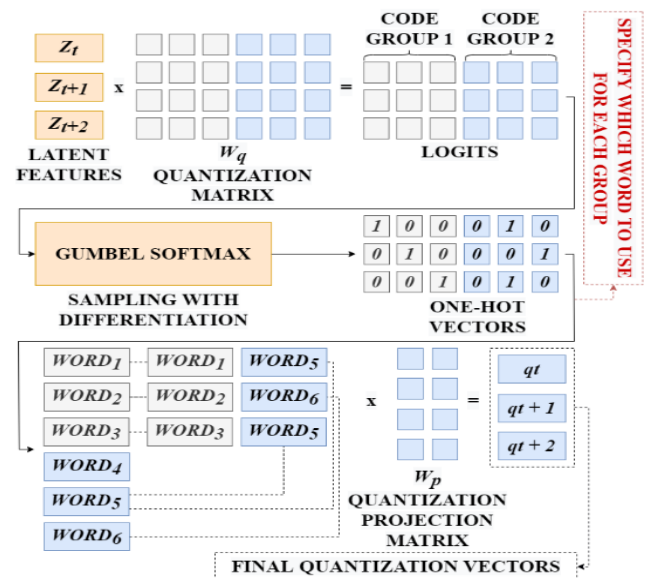 CODE
GROUP 1
CODE
GROUP 2
Zt
Zt+1
Zt+2
x
=
LATENT
FEATURES
Wq
QUANTIZATION
MATRIX
LOGITS
SPECIFY WHICH WORD TO USE
FOR EACH GROUP
GUMBEL SOFTMAX
SAMPLING WITH
DIFFERENTIATION
1 0 0 0 1 0
0 1 0 0 0 1
0 0 1 0 1 0
ONE-HOT
VECTORS
WORD1 WORD1 WORD5
WORD2 WORD2 WORD6
WORD3 WORD3 WORD5
WORD4
WORD5
WORD6
x
=
qt
qt + 1
qt + 2
Wp
QUANTIZATION
PROJECTION
MATRIX
FINAL QUANTIZATION VECTORS